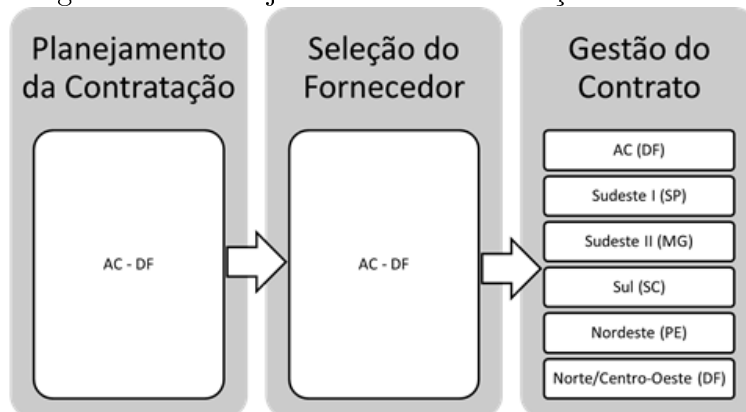 Planejamento
da Contratação
AC - DF
Seleção do
Fornecedor
AC - DF
Gestão do
Contrato
AC (DF)
Sudeste I (SP)
Sudeste II (MG)
Sul (SC)
Nordeste (PE)
Norte/Centro-Oeste (DF)